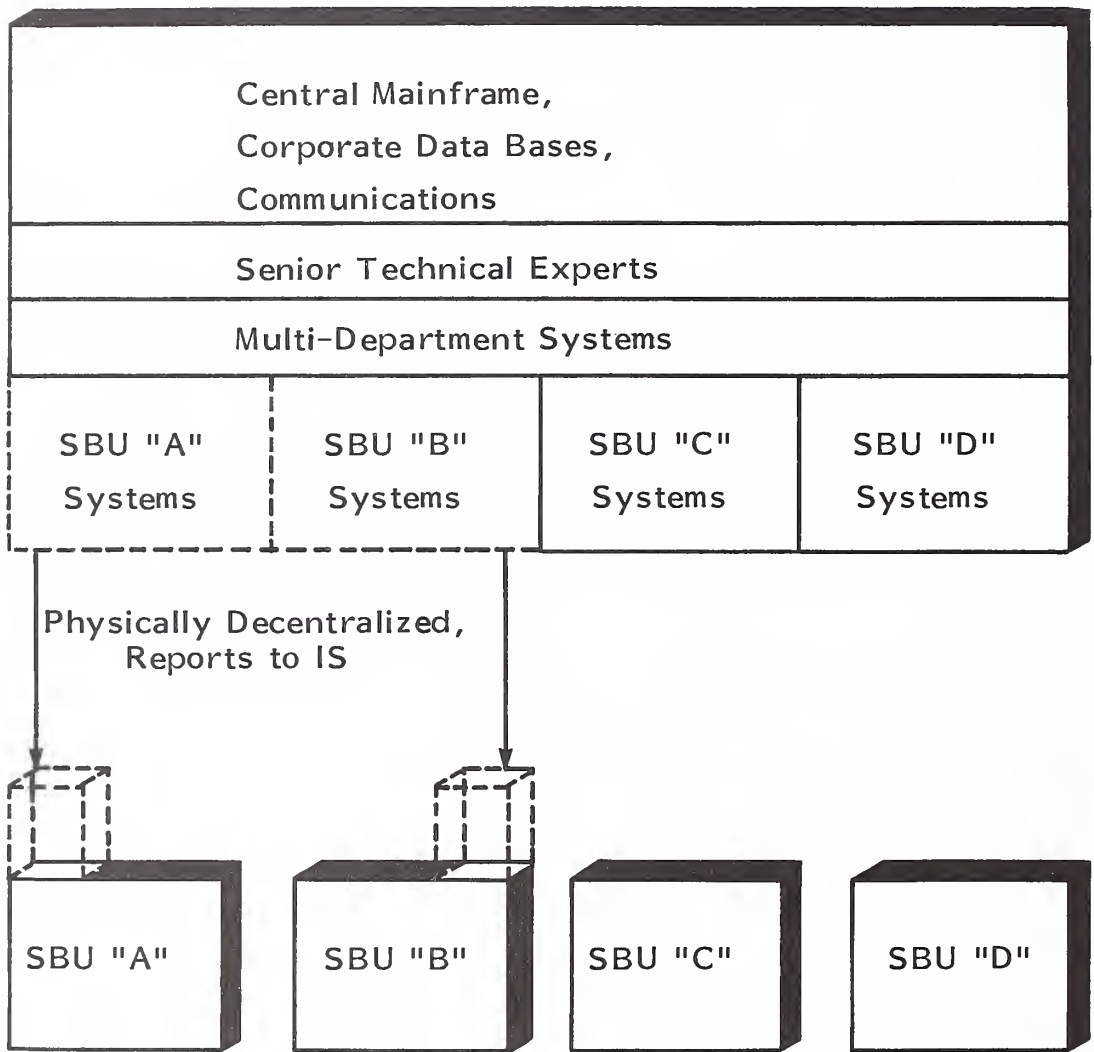 Central Mainframe,
Corporate Data Bases,
Communications
Senior Technical Experts
Multi-Department Systems
SBU "A"
Systems
SBU "B"
Systems
SBU "C"
Systems
SBU "D"
Systems
Physically Decentralized,
Reports to IS
SBU "A"
SBU "B"
SBU "C"
SBU "D"